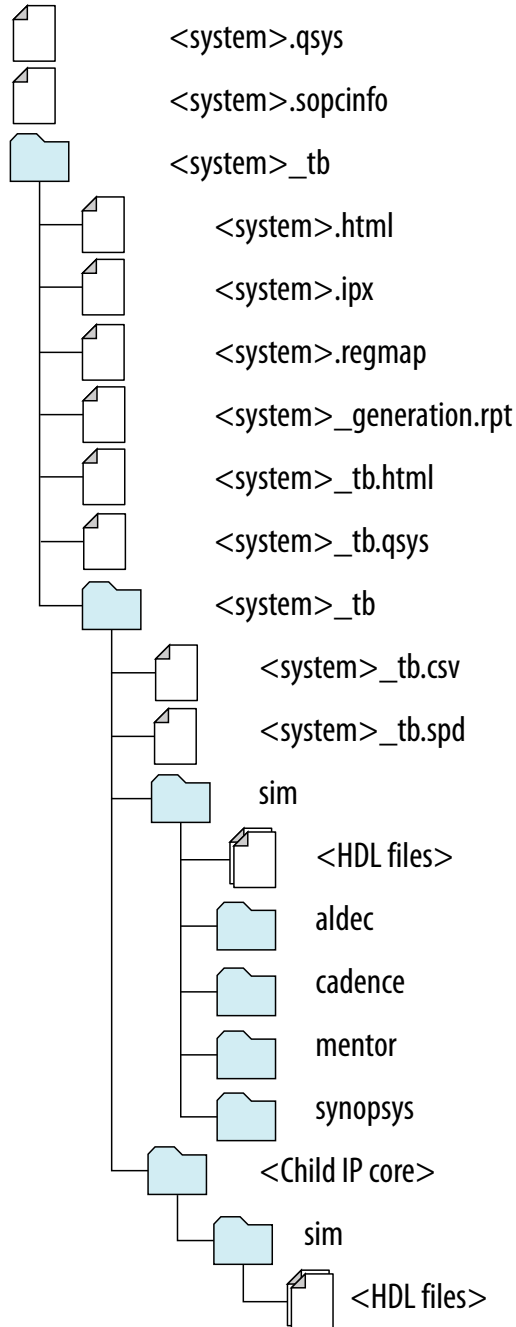 <system>.qsys
<system>.sopcinfo
<system>_tb
<system>.html
<system>.ipx
<system>.regmap
<system>_generation.rpt
<system>_tb.html
<system>_tb.qsys
<system>_tb
<system>_tb.csv
<system>_tb.spd
sim
<HDL files>
aldec
cadence
mentor
synopsys
<Child IP core>
sim
<HDL files>